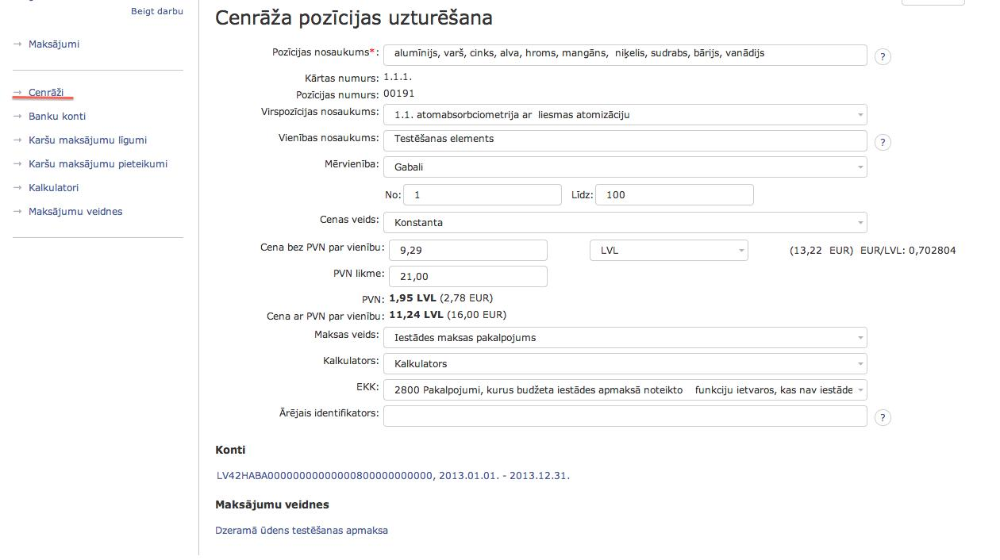 Beigt darbu
→ Maksājumi
→ Cenrāži
→ Banku konti
→ Karšu maksājumu līgumi
→ Karšu maksājumu pieteikumi
→ Kalkulatori
→ Maksājumu veidnes
Cenrāža pozīcijas uzturēšana
Pozīcijas nosaukums*: alumīnijs, varš, cinks, alva, hroms, mangāns, niķelis, sudrabs, bārijs, vanādijs ?
Kārtas numurs: 1.1.1.
Pozīcijas numurs: 00191
Virspozīcijas nosaukums: 1.1. atomabsorbciometrija ar liesmas atomizāciju
Vienības nosaukums: Testēšanas elements ?
Mērvienība: Gabali
No: 1 Līdz: 100
Cenas veids: Konstanta
Cena bez PVN par vienību: 9,29 LVL (13,22 EUR) EUR/LVL: 0,702804
PVN likme: 21,00
PVN: 1,95 LVL (2,78 EUR)
Cena ar PVN par vienību: 11,24 LVL (16,00 EUR)
Maksas veids: Iestādes maksas pakalpojums
Kalkulators: Kalkulators
EKK: 2800 Pakalpojumi, kurus budžeta iestādes apmaksā noteikto funkciju ietvaros, kas nav iestāde
Ārējais identifikators: ?
Konti
LV42HABA00000000000000800000000000, 2013.01.01. - 2013.12.31.
Maksājumu veidnes
Dzeramā ūdens testēšanas apmaksa